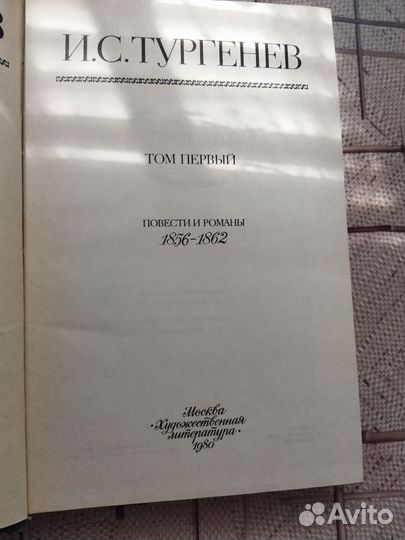 И.С.ТУРГЕНЕВ
ТОМ ПЕРВЫЙ
ПОВЕСТИ И РОМАНЫ
1856-1862
Москва
·Художественная
литература·
1980
Avito